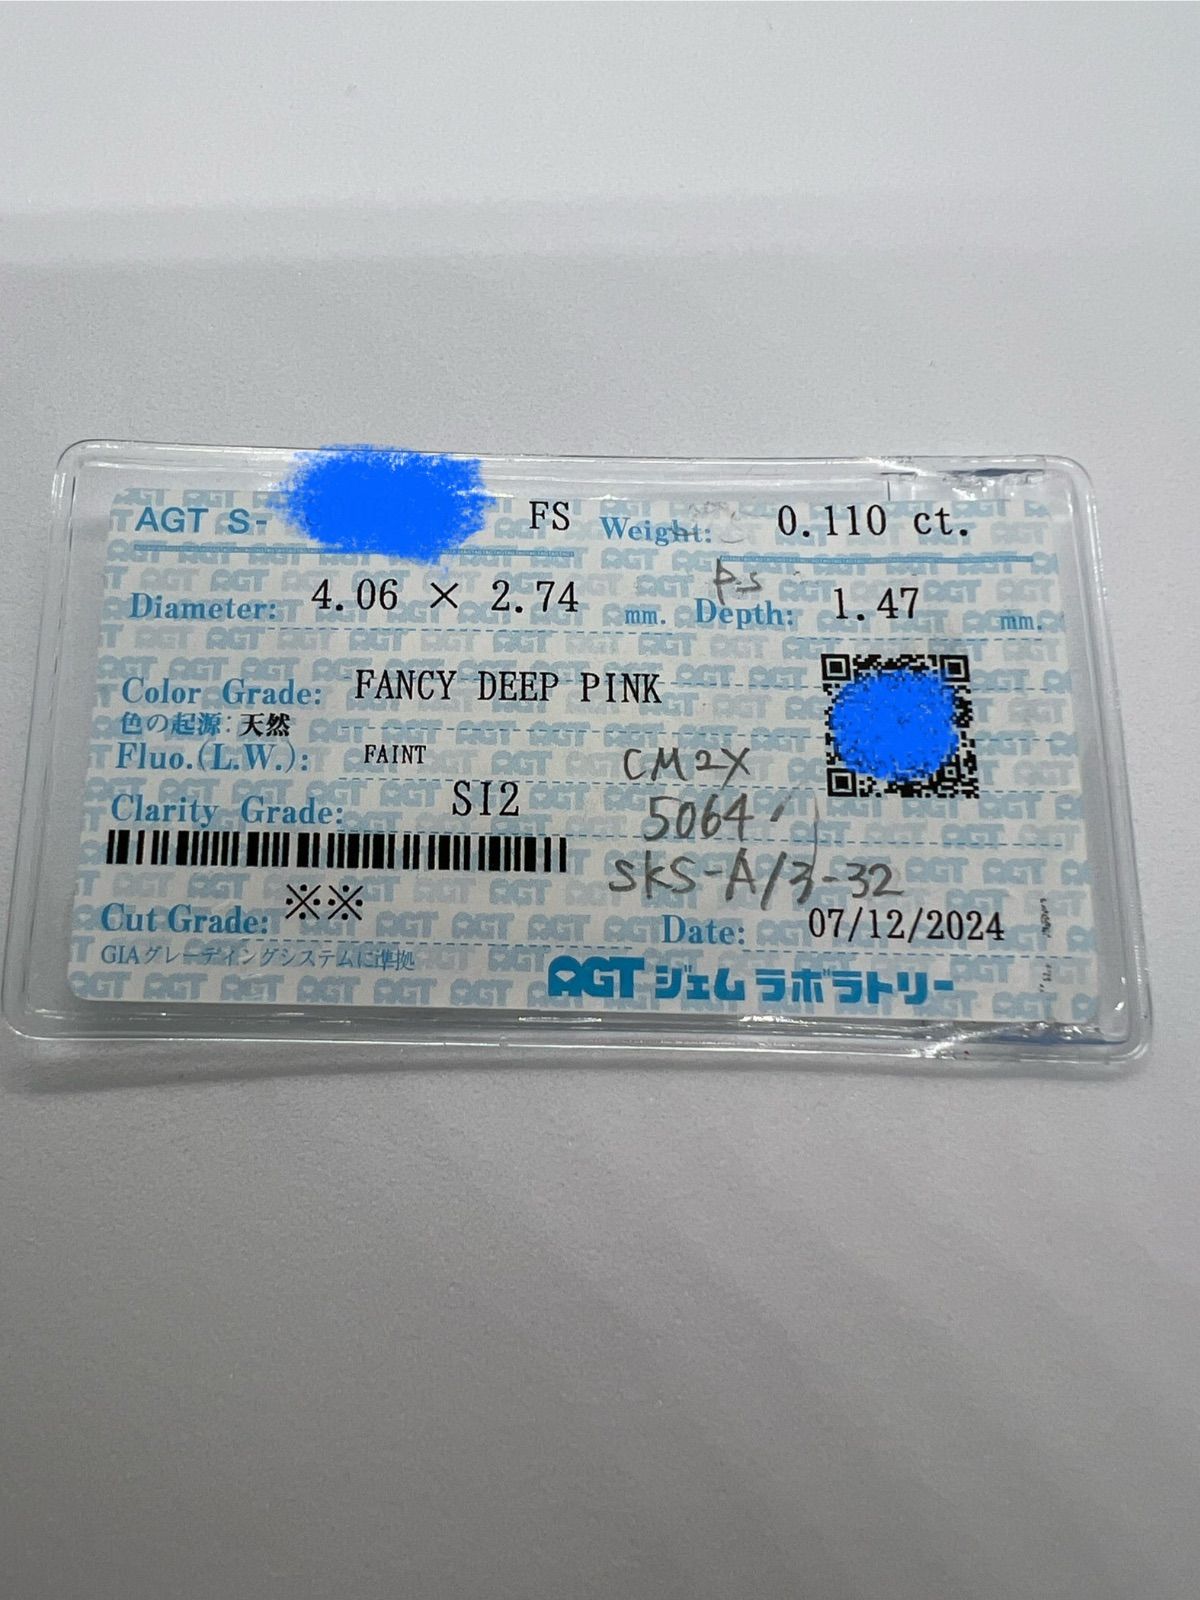 AGT S- FS Weight: 0.110 ct.
P-S
Diameter: 4.06 × 2.74 mm. Depth: 1.47 mm.
Color Grade: FANCY DEEP PINK
色の起源: 天然
Fluo.(L.W.): FAINT CM2X
Clarity Grade: SI2 5064
SKS-A/3-32
Cut Grade: ※※ Date: 07/12/2024
GIAグレーディングシステムに準拠 AGTジェムラボラトリー